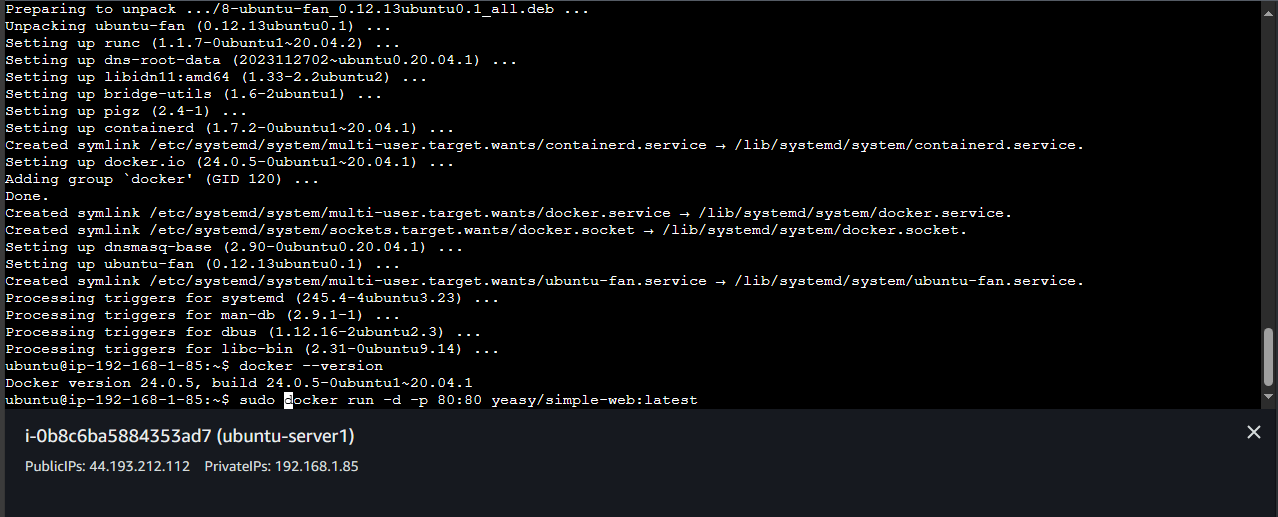 Preparing to unpack .../8-ubuntu-fan_0.12.13ubuntu0.1_all.deb ...
Unpacking ubuntu-fan (0.12.13ubuntu0.1) ...
Setting up runc (1.1.7-0ubuntu1~20.04.2) ...
Setting up dns-root-data (2023112702~ubuntu0.20.04.1) ...
Setting up libidn11:amd64 (1.33-2.2ubuntu2) ...
Setting up bridge-utils (1.6-2ubuntu1) ...
Setting up pigz (2.4-1) ...
Setting up containerd (1.7.2-0ubuntu1~20.04.1) ...
Created symlink /etc/systemd/system/multi-user.target.wants/containerd.service → /lib/systemd/system/containerd.service.
Setting up docker.io (24.0.5-0ubuntu1~20.04.1) ...
Adding group `docker' (GID 120) ...
Done.
Created symlink /etc/systemd/system/multi-user.target.wants/docker.service → /lib/systemd/system/docker.service.
Created symlink /etc/systemd/system/sockets.target.wants/docker.socket → /lib/systemd/system/docker.socket.
Setting up dnsmasq-base (2.90-0ubuntu0.20.04.1) ...
Setting up ubuntu-fan (0.12.13ubuntu0.1) ...
Created symlink /etc/systemd/system/multi-user.target.wants/ubuntu-fan.service → /lib/systemd/system/ubuntu-fan.service.
Processing triggers for systemd (245.4-4ubuntu3.23) ...
Processing triggers for man-db (2.9.1-1) ...
Processing triggers for dbus (1.12.16-2ubuntu2.3) ...
Processing triggers for libc-bin (2.31-0ubuntu9.14) ...
ubuntu@ip-192-168-1-85:~$ docker --version
Docker version 24.0.5, build 24.0.5-0ubuntu1~20.04.1
ubuntu@ip-192-168-1-85:~$ sudo docker run -d -p 80:80 yeasy/simple-web:latest
i-0b8c6ba5884353ad7 (ubuntu-server1)
PublicIPs: 44.193.212.112 PrivateIPs: 192.168.1.85